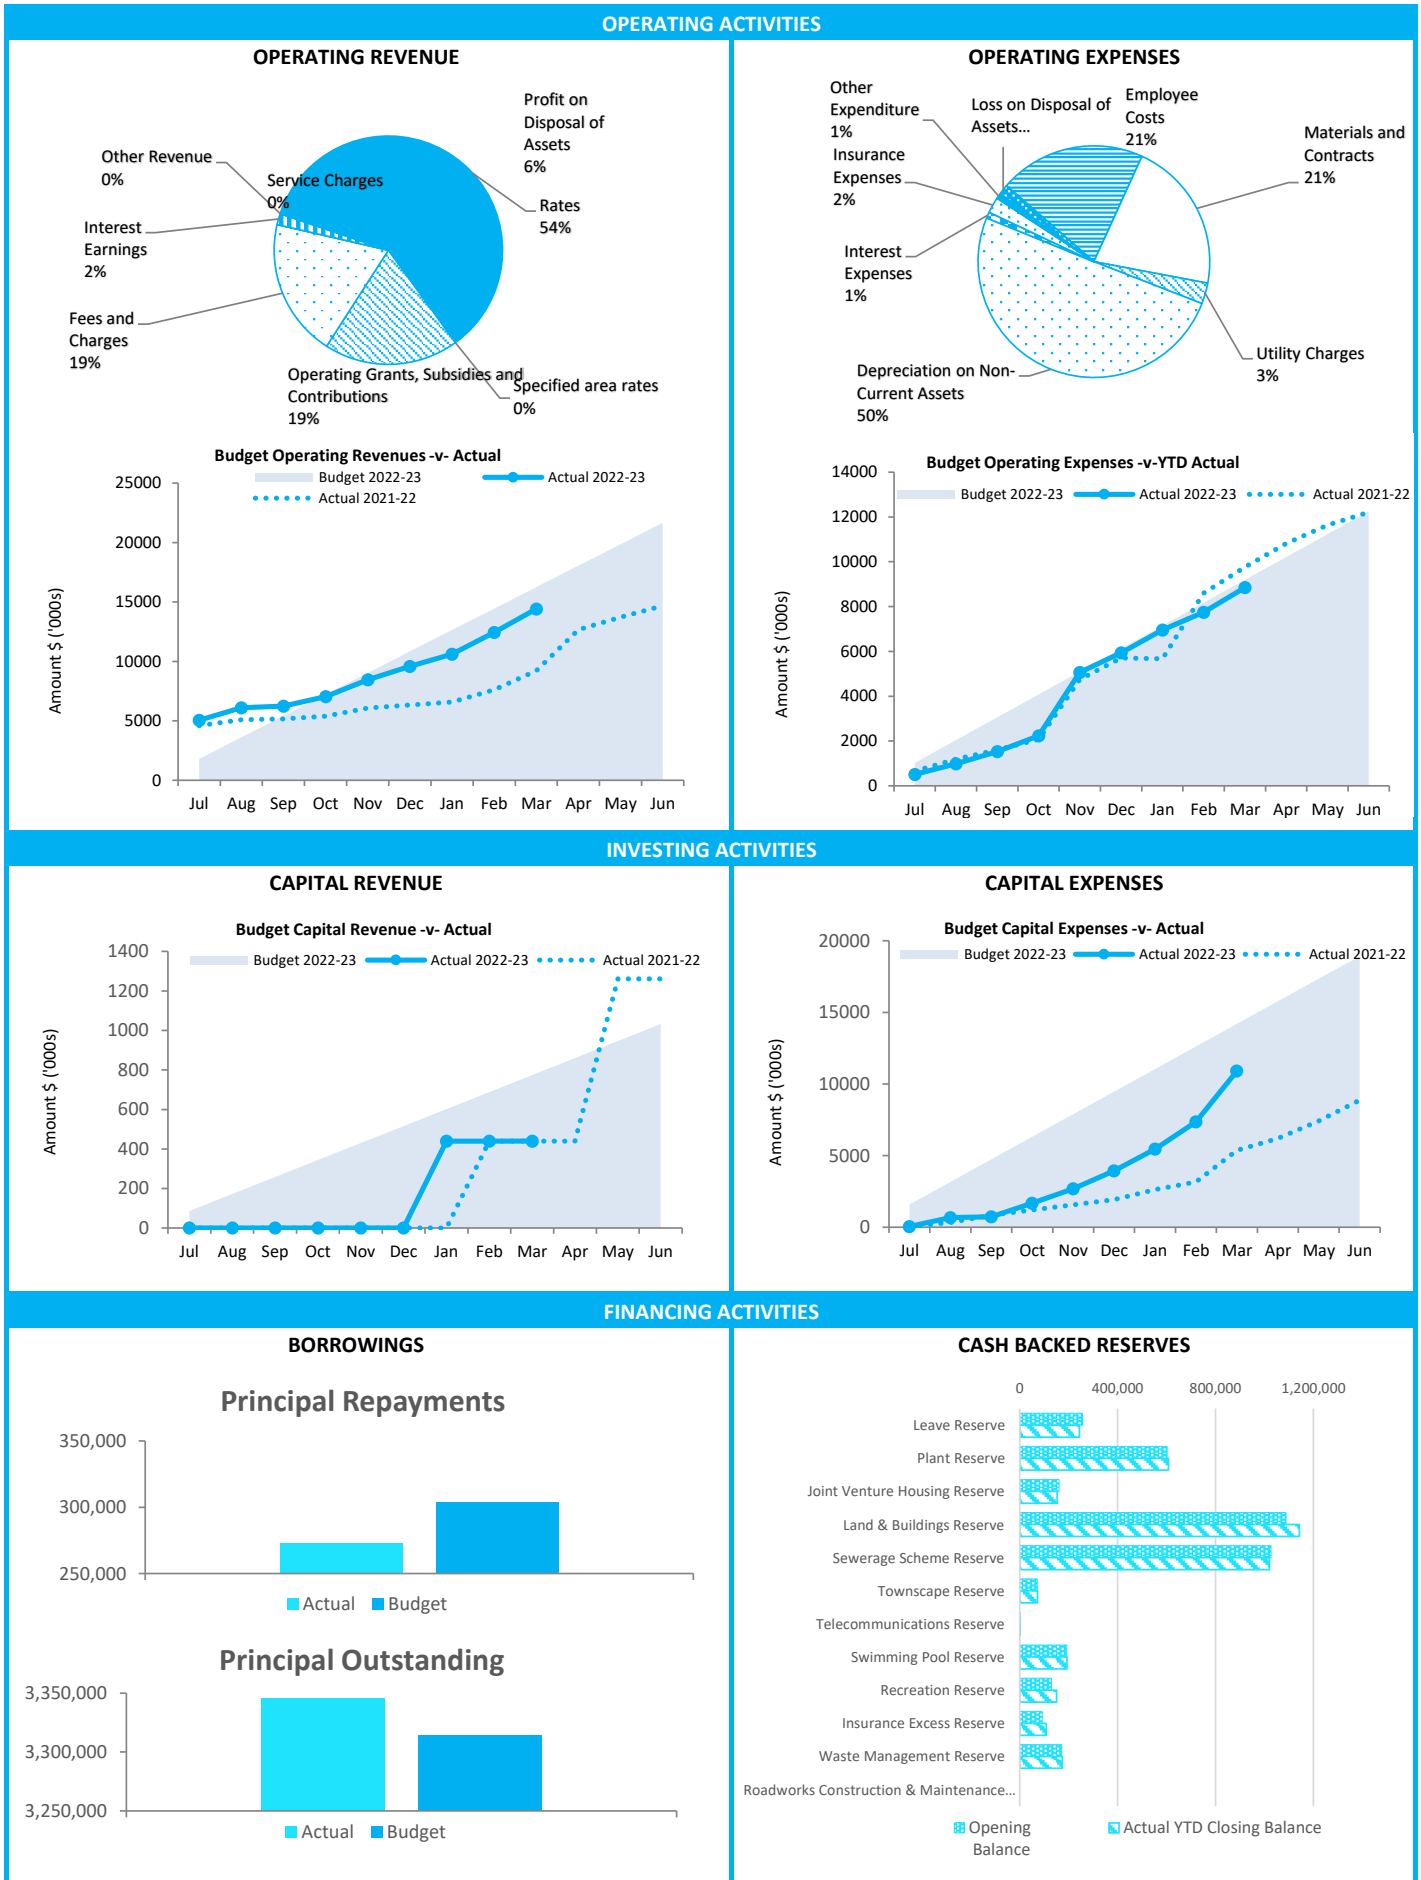 OPERATING ACTIVITIES
OPERATING REVENUE
Profit on
Disposal of
Assets
6%
Other Revenue
0%
Service Charges
0%
Rates
54%
Interest
Earnings
2%
Fees and
Charges
19%
Operating Grants, Subsidies and
Contributions
19%
Specified area rates
0%
OPERATING EXPENSES
Other
Expenditure
1%
Loss on Disposal of
Assets...
Employee
Costs
21%
Materials and
Contracts
21%
Insurance
Expenses
2%
Interest
Expenses
1%
Utility Charges
3%
Depreciation on Non-
Current Assets
50%
Budget Operating Revenues -v- Actual
Budget 2022-23
Actual 2022-23
Actual 2021-22
Amount $ ('000s)
25000
20000
15000
10000
5000
0
Jul Aug Sep Oct Nov Dec Jan Feb Mar Apr May Jun
Budget Operating Expenses -v-YTD Actual
Budget 2022-23
Actual 2022-23
Actual 2021-22
Amount $ ('000s)
14000
12000
10000
8000
6000
4000
2000
0
Jul Aug Sep Oct Nov Dec Jan Feb Mar Apr May Jun
INVESTING ACTIVITIES
CAPITAL REVENUE
Budget Capital Revenue -v- Actual
Budget 2022-23
Actual 2022-23
Actual 2021-22
Amount $ ('000s)
1400
1200
1000
800
600
400
200
0
Jul Aug Sep Oct Nov Dec Jan Feb Mar Apr May Jun
CAPITAL EXPENSES
Budget Capital Expenses -v- Actual
Budget 2022-23
Actual 2022-23
Actual 2021-22
Amount $ ('000s)
20000
15000
10000
5000
0
Jul Aug Sep Oct Nov Dec Jan Feb Mar Apr May Jun
FINANCING ACTIVITIES
BORROWINGS
Principal Repayments
350,000
300,000
250,000
Actual
Budget
Principal Outstanding
3,350,000
3,300,000
3,250,000
Actual
Budget
CASH BACKED RESERVES
0 400,000 800,000 1,200,000
Leave Reserve
Plant Reserve
Joint Venture Housing Reserve
Land & Buildings Reserve
Sewerage Scheme Reserve
Townscape Reserve
Telecommunications Reserve
Swimming Pool Reserve
Recreation Reserve
Insurance Excess Reserve
Waste Management Reserve
Roadworks Construction & Maintenance...
Opening
Balance
Actual YTD Closing Balance